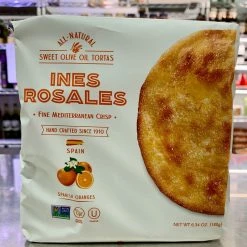 ALL-NATURAL
SWEET OLIVE OIL TORTAS
INES
ROSALES
• FINE MEDITERRANEAN CRISP •
HAND CRAFTED SINCE 1910
SPAIN
SPANISH ORANGES
NET WT. 6.34 OZ. (180g)